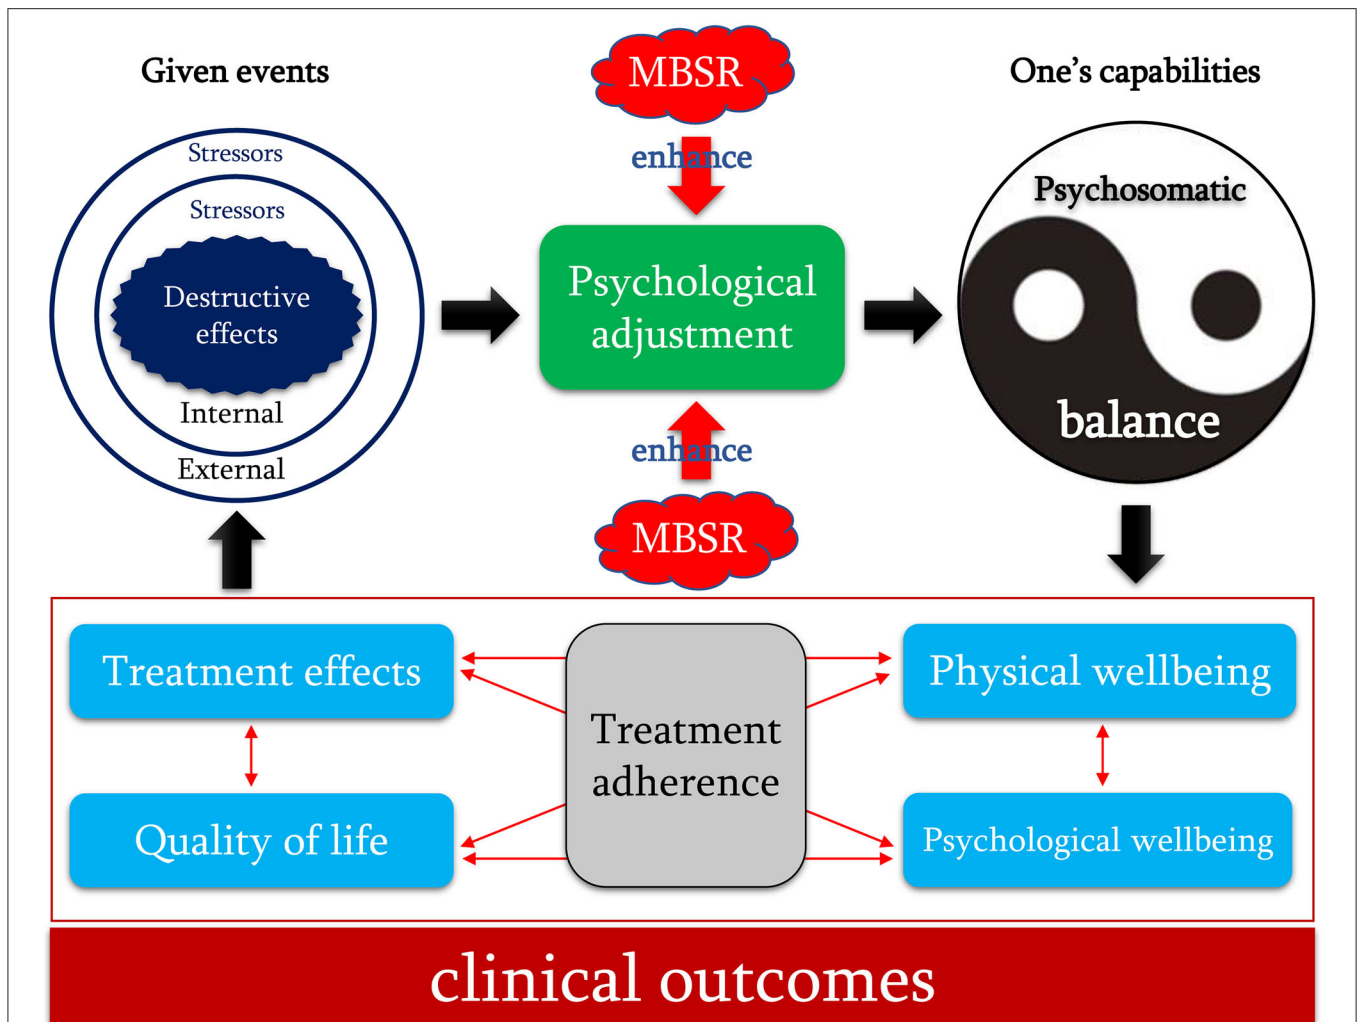 Given events
MBSR
One's capabilities
enhance
Stressors
Stressors
Destructive
effects
Internal
External
Psychological
adjustment
Psychosomatic
balance
enhance
MBSR
Treatment effects
Quality of life
Treatment
adherence
Physical wellbeing
Psychological wellbeing
clinical outcomes